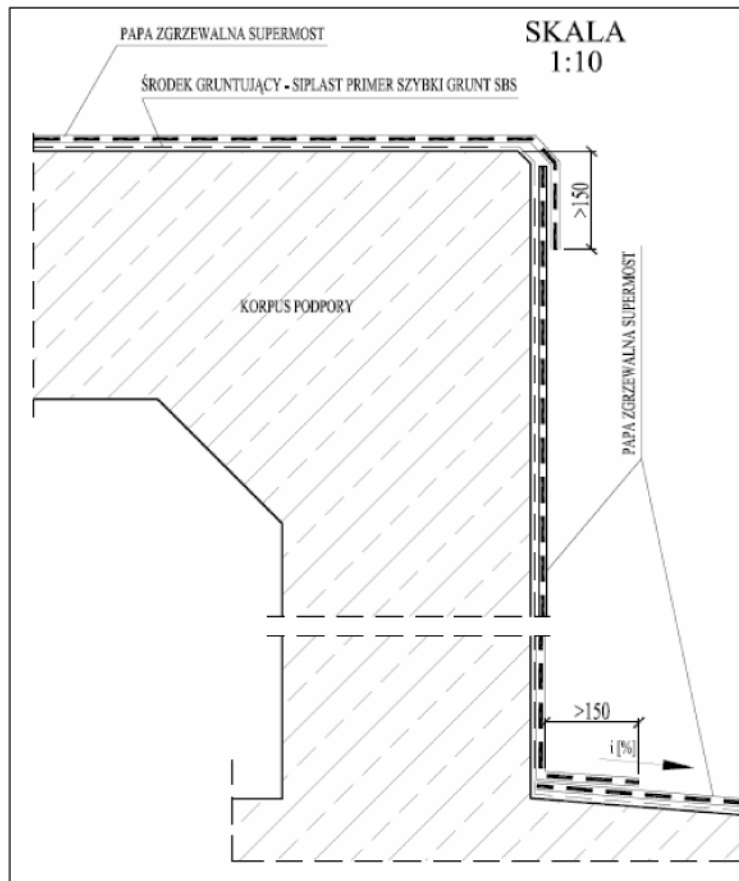 SKALA
1:10
PAPA ZGRZEWALNA SUPERMOST
ŚRODEK GRUNTUJĄCY - SIPLAST PRIMER SZYBKI GRUNT SBS
>150
KORPUS PODPORY
PAPA ZGRZEWALNA SUPERMOST
>150
i [%]